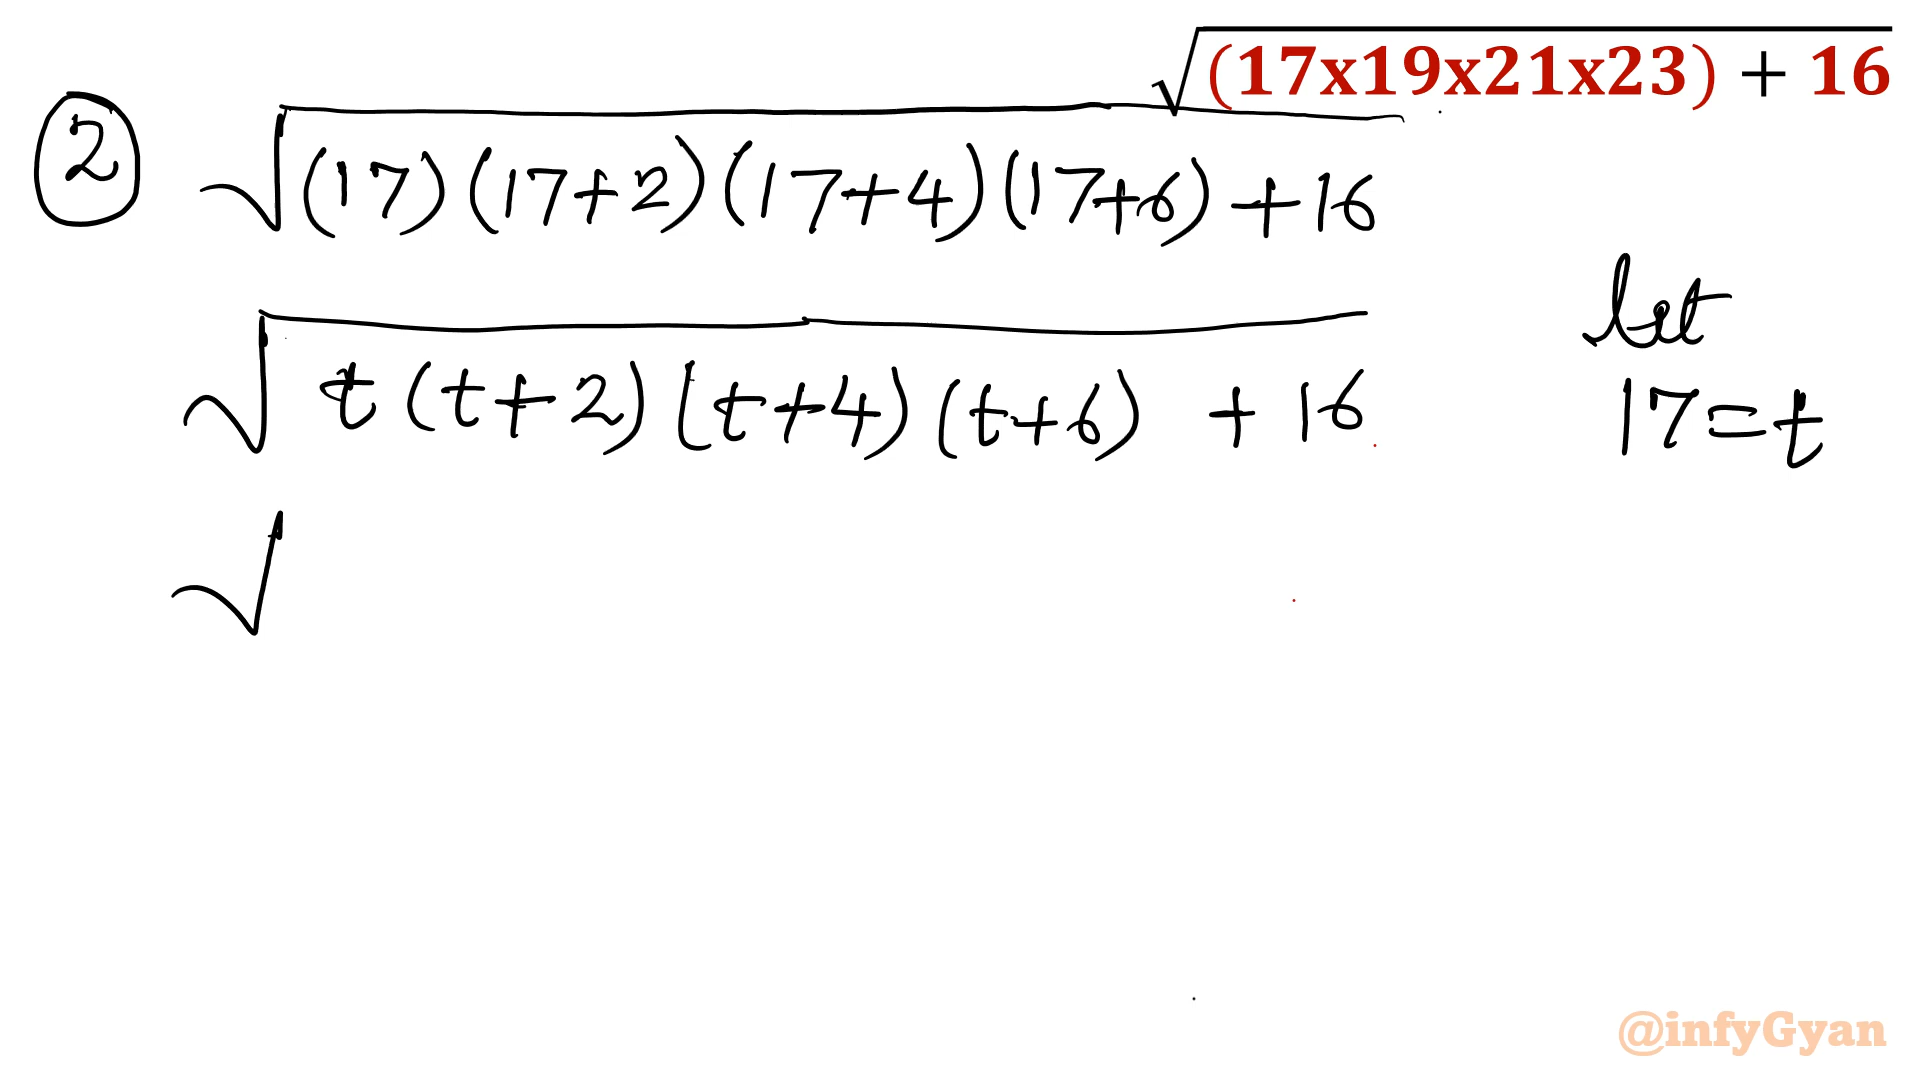 √(17x19x21x23) + 16
② √(17)(17+2)(17+4)(17+6) + 16
let
√t(t+2)(t+4)(t+6) + 16
17=t
√
@infyGyan